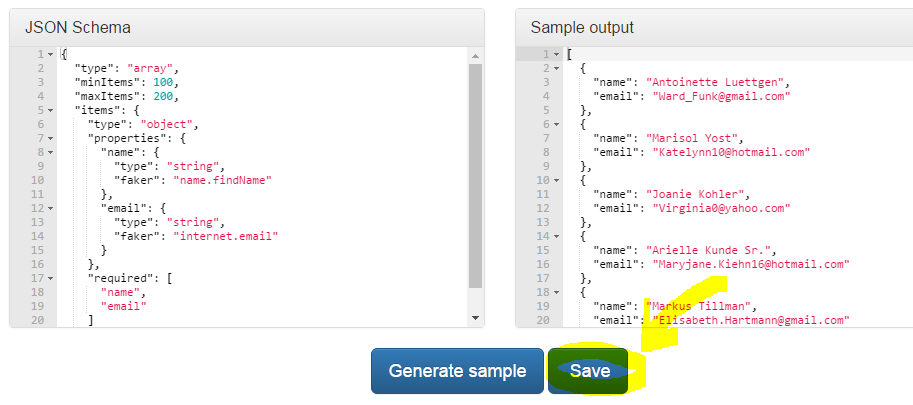 JSON Schema
1 {
2   "type": "array",
3   "minItems": 100,
4   "maxItems": 200,
5   "items": {
6     "type": "object",
7     "properties": {
8       "name": {
9         "type": "string",
10         "faker": "name.findName"
11       },
12       "email": {
13         "type": "string",
14         "faker": "internet.email"
15       }
16     },
17     "required": [
18       "name",
19       "email"
20     ]
Sample output
1 [
2   {
3     "name": "Antoinette Luettgen",
4     "email": "Ward_Funk@gmail.com"
5   },
6   {
7     "name": "Marisol Yost",
8     "email": "Katelynn10@hotmail.com"
9   },
10   {
11     "name": "Joanie Kohler",
12     "email": "Virginia0@yahoo.com"
13   },
14   {
15     "name": "Arielle Kunde Sr.",
16     "email": "Maryjane.Kiehn16@hotmail.com"
17   },
18   {
19     "name": "Markus Tillman",
20     "email": "Elisabeth.Hartmann@gmail.com"
Generate sample
Save